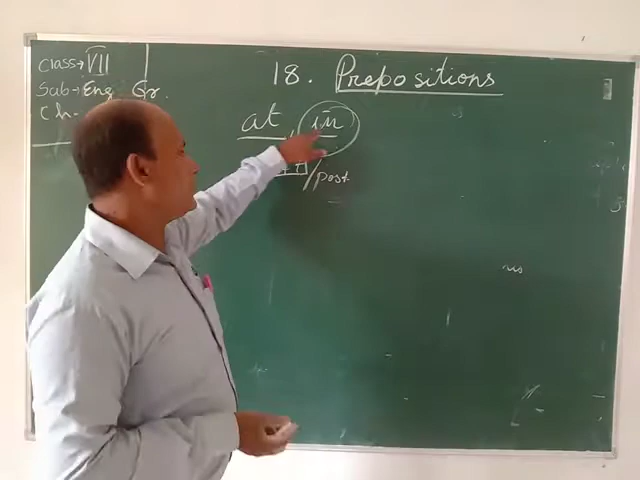 Class→ VII
Sub→ Eng Gr.
Ch-
18. Prepositions
at, in
/post